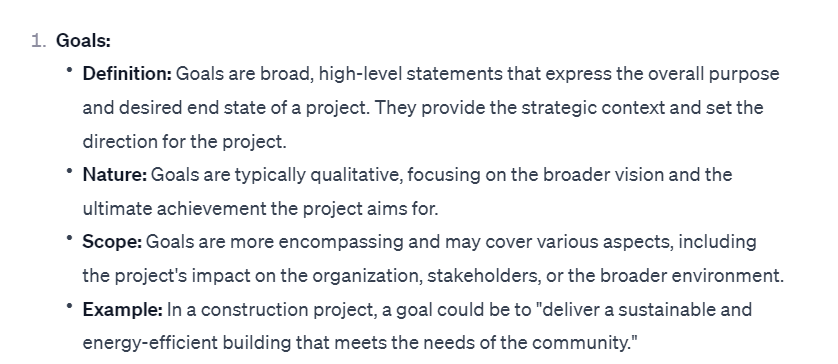 1. Goals:
• Definition: Goals are broad, high-level statements that express the overall purpose
and desired end state of a project. They provide the strategic context and set the
direction for the project.
• Nature: Goals are typically qualitative, focusing on the broader vision and the
ultimate achievement the project aims for.
• Scope: Goals are more encompassing and may cover various aspects, including
the project's impact on the organization, stakeholders, or the broader environment.
• Example: In a construction project, a goal could be to "deliver a sustainable and
energy-efficient building that meets the needs of the community."